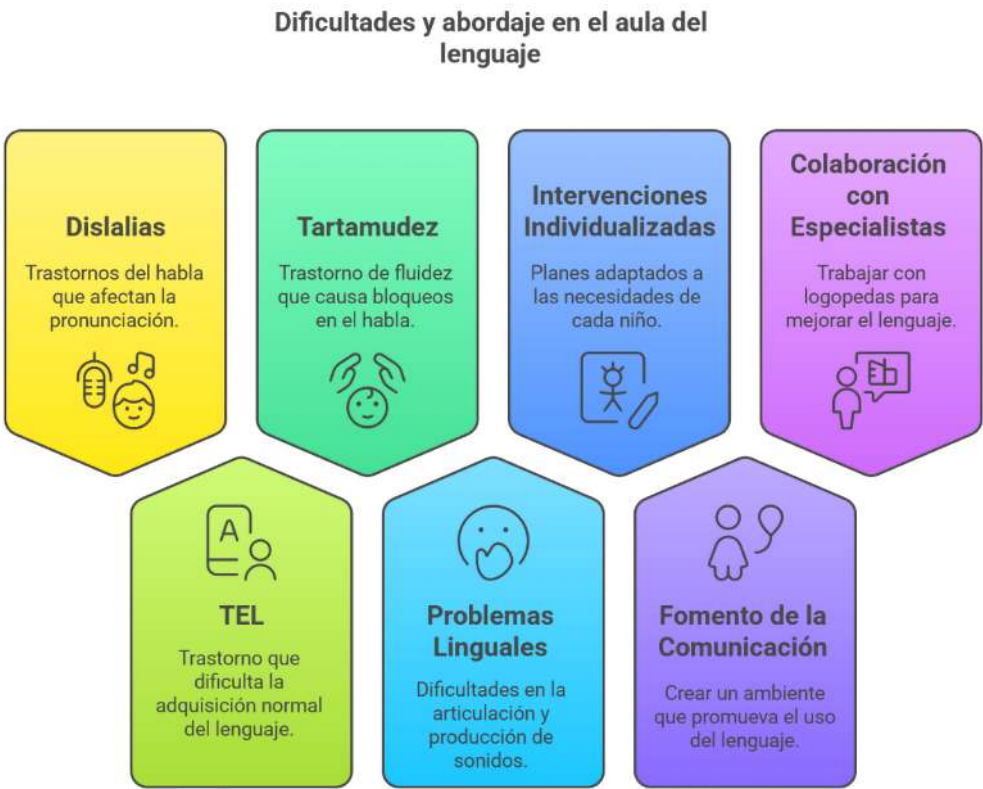 Dificultades y abordaje en el aula del
lenguaje
Dislalias
Trastornos del habla
que afectan la
pronunciación.
Tartamudez
Trastorno de fluidez
que causa bloqueos
en el habla.
Intervenciones
Individualizadas
Planes adaptados a
las necesidades de
cada niño.
Colaboración
con
Especialistas
Trabajar con
logopedas para
mejorar el lenguaje.
A
TEL
Trastorno que
dificulta la
adquisición normal
del lenguaje.
Problemas
Linguales
Dificultades en la
articulación y
producción de
sonidos.
Fomento de la
Comunicación
Crear un ambiente
que promueva el uso
del lenguaje.